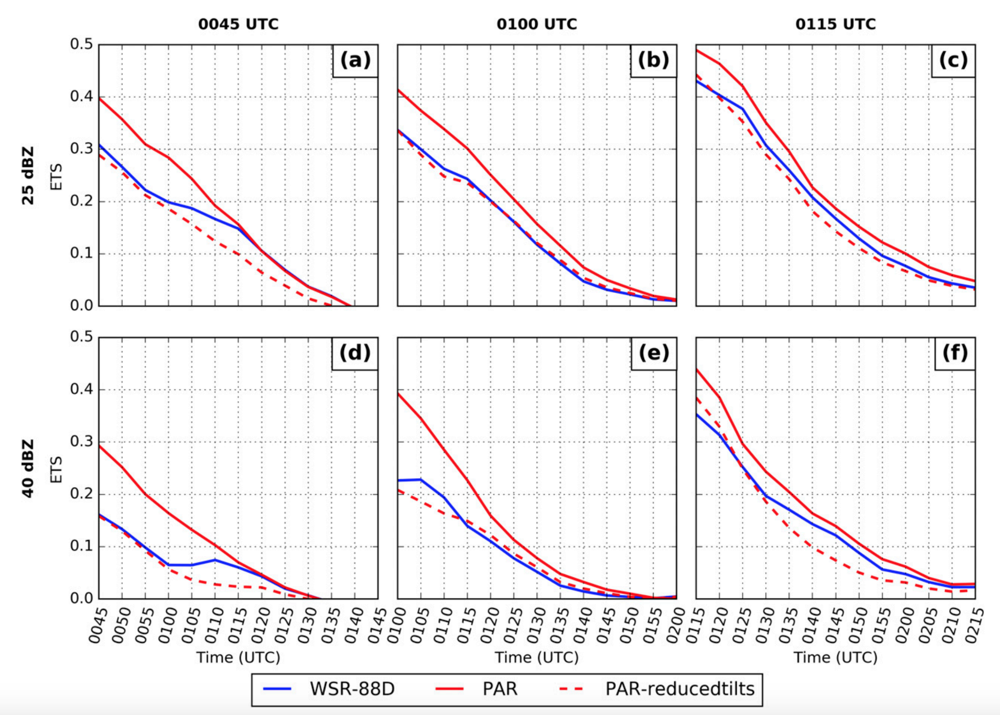 0045 UTC
0100 UTC
0115 UTC
25 dBZ
ETS
0.5
0.4
0.3
0.2
0.1
0.0
(a)
(b)
(c)
40 dBZ
ETS
0.5
0.4
0.3
0.2
0.1
0.0
(d)
(e)
(f)
0045 0050 0055 0100 0105 0110 0115 0120 0125 0130 0135 0140 0145
0100 0105 0110 0115 0120 0125 0130 0135 0140 0145 0150 0155 0200
0115 0120 0125 0130 0135 0140 0145 0150 0155 0200 0205 0210 0215
Time (UTC)
Time (UTC)
Time (UTC)
WSR-88D
PAR
PAR-reducedtilts